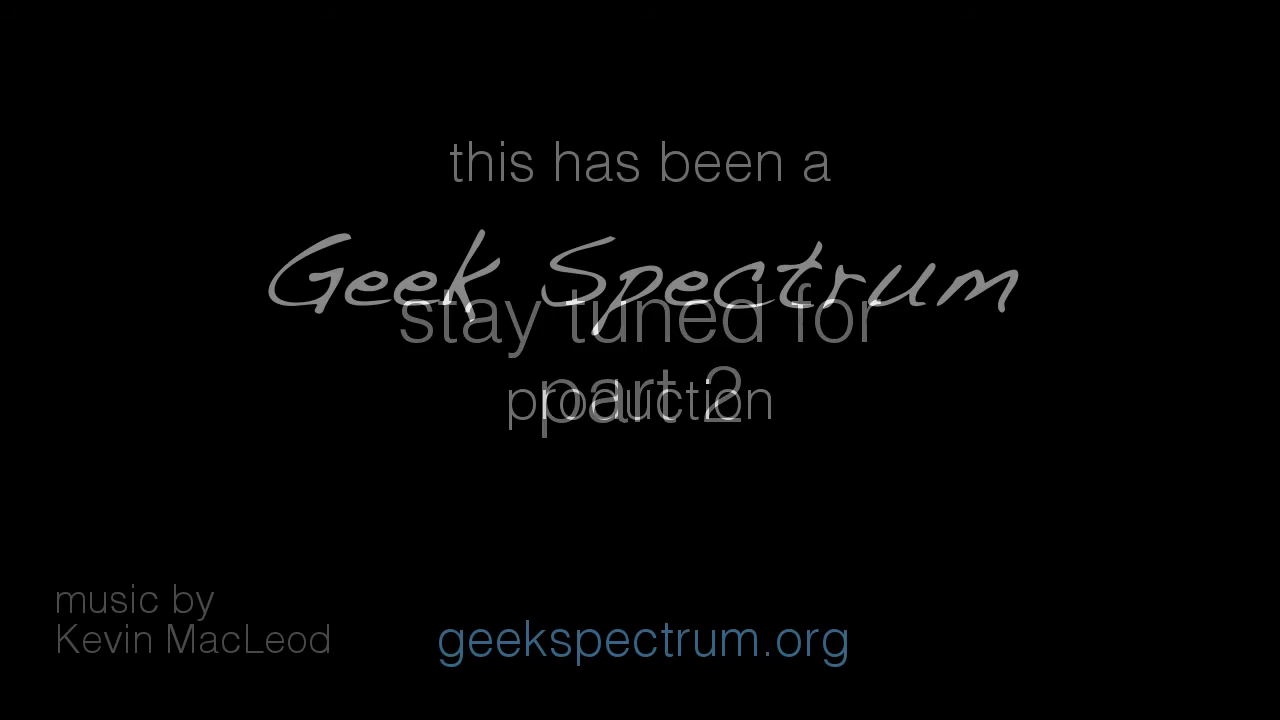 this has been a
Geek Spectrum
stay tuned for
part 2
production
music by
Kevin MacLeod
geekspectrum.org